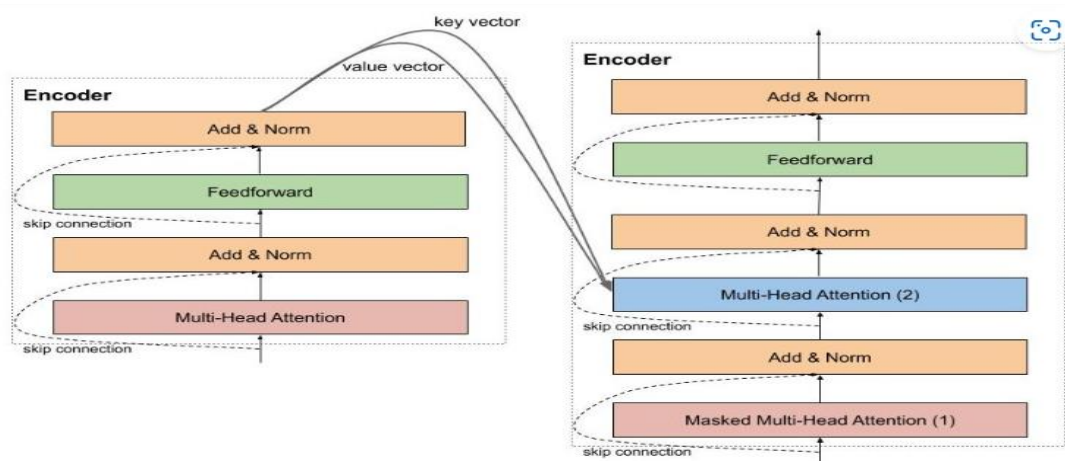 key vector
value vector
Encoder
Add & Norm
Feedforward
skip connection
Add & Norm
Multi-Head Attention
skip connection
Encoder
Add & Norm
Feedforward
Add & Norm
Multi-Head Attention (2)
skip connection
Add & Norm
Masked Multi-Head Attention (1)
skip connection